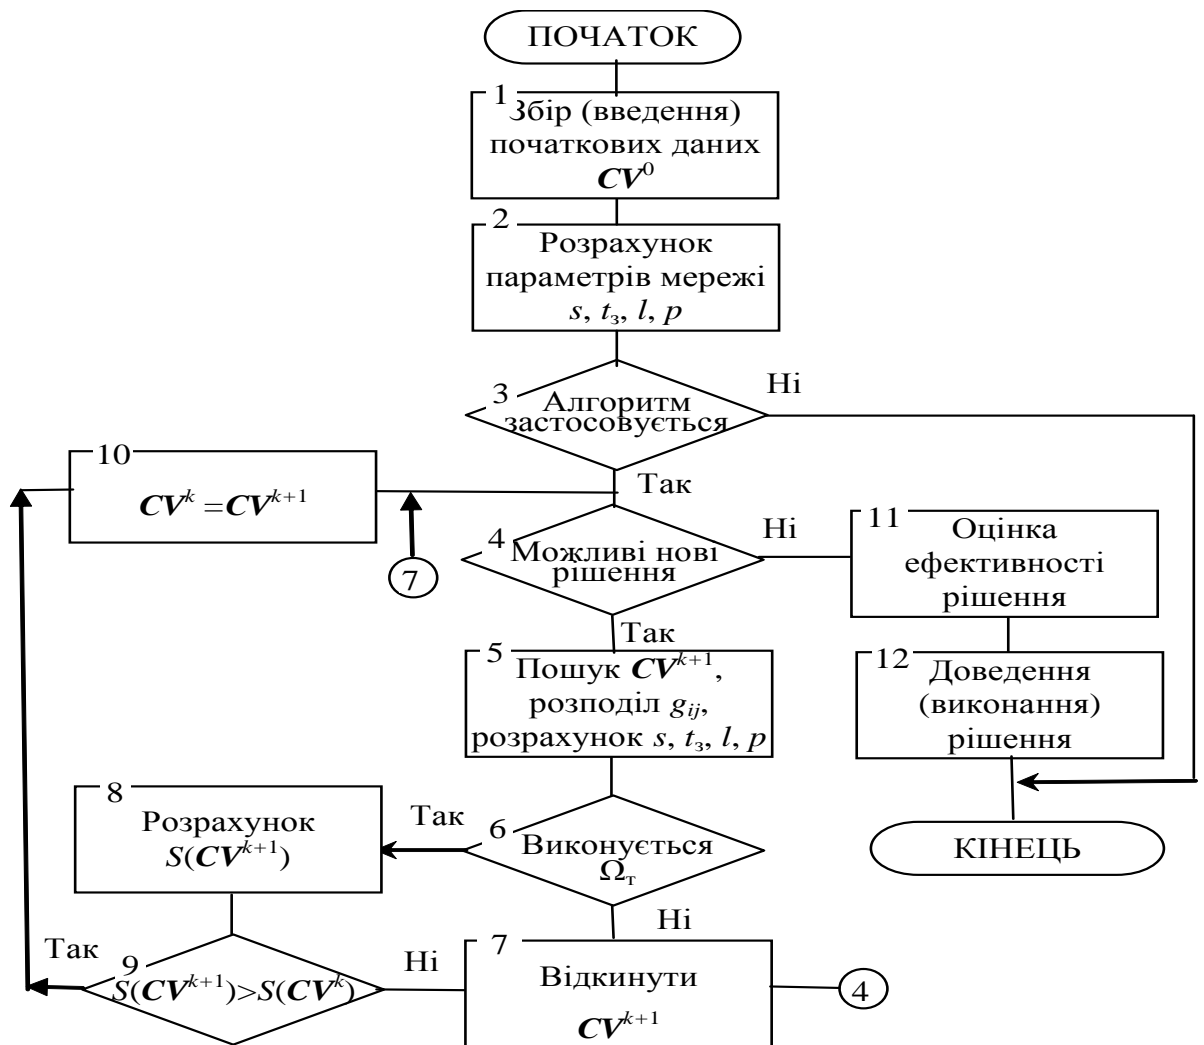 ПОЧАТОК
1
Збір (введення)
початкових даних
CV⁰
2
Розрахунок
параметрів мережі
s, tз, l, p
3
Алгоритм
застосовується
Ні
Так
10
CVᵏ =CVᵏ⁺¹
7
4
Можливі нові
рішення
Ні
Так
11
Оцінка
ефективності
рішення
5
Пошук CVᵏ⁺¹,
розподіл gij,
розрахунок s, tз, l, p
12
Доведення
(виконання)
рішення
8
Розрахунок
S(CVᵏ⁺¹)
Так
6
Виконується
Ωт
Ні
КІНЕЦЬ
Так
9
S(CVᵏ⁺¹)>S(CVᵏ)
Ні
7
Відкинути
CVᵏ⁺¹
4